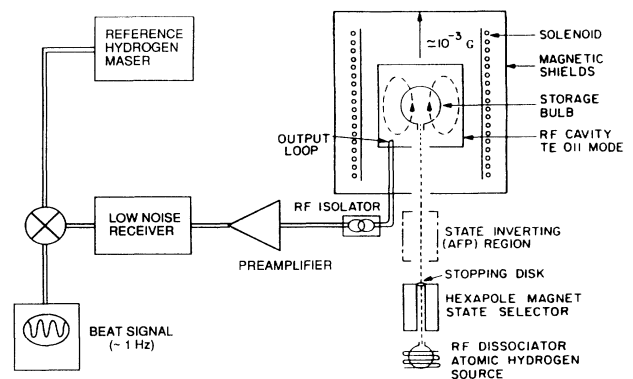 REFERENCE
HYDROGEN
MASER
≃10⁻³ G
SOLENOID
MAGNETIC
SHIELDS
STORAGE
BULB
RF CAVITY
TE 011 MODE
OUTPUT
LOOP
RF ISOLATOR
LOW NOISE
RECEIVER
PREAMPLIFIER
STATE INVERTING
(AFP) REGION
STOPPING DISK
HEXAPOLE MAGNET
STATE SELECTOR
BEAT SIGNAL
(~ 1 Hz)
RF DISSOCIATOR
ATOMIC HYDROGEN
SOURCE